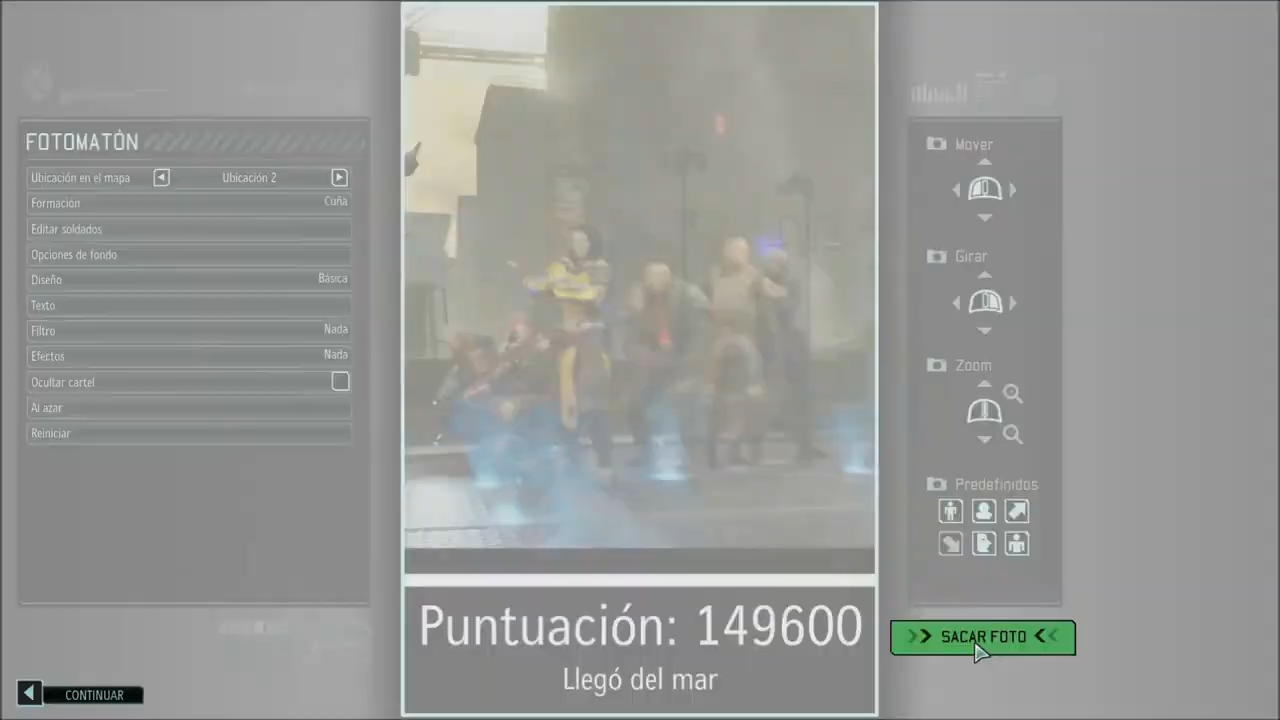 FOTOMATÓN
Ubicación en el mapa
Ubicación 2
Formación
Cuña
Editar soldados
Opciones de fondo
Diseño
Básica
Texto
Filtro
Nada
Efectos
Nada
Ocultar cartel
Al azar
Reiniciar
CONTINUAR
Puntuación: 149600
Llegó del mar
Mover
Girar
Zoom
Predefinidos
SACAR FOTO